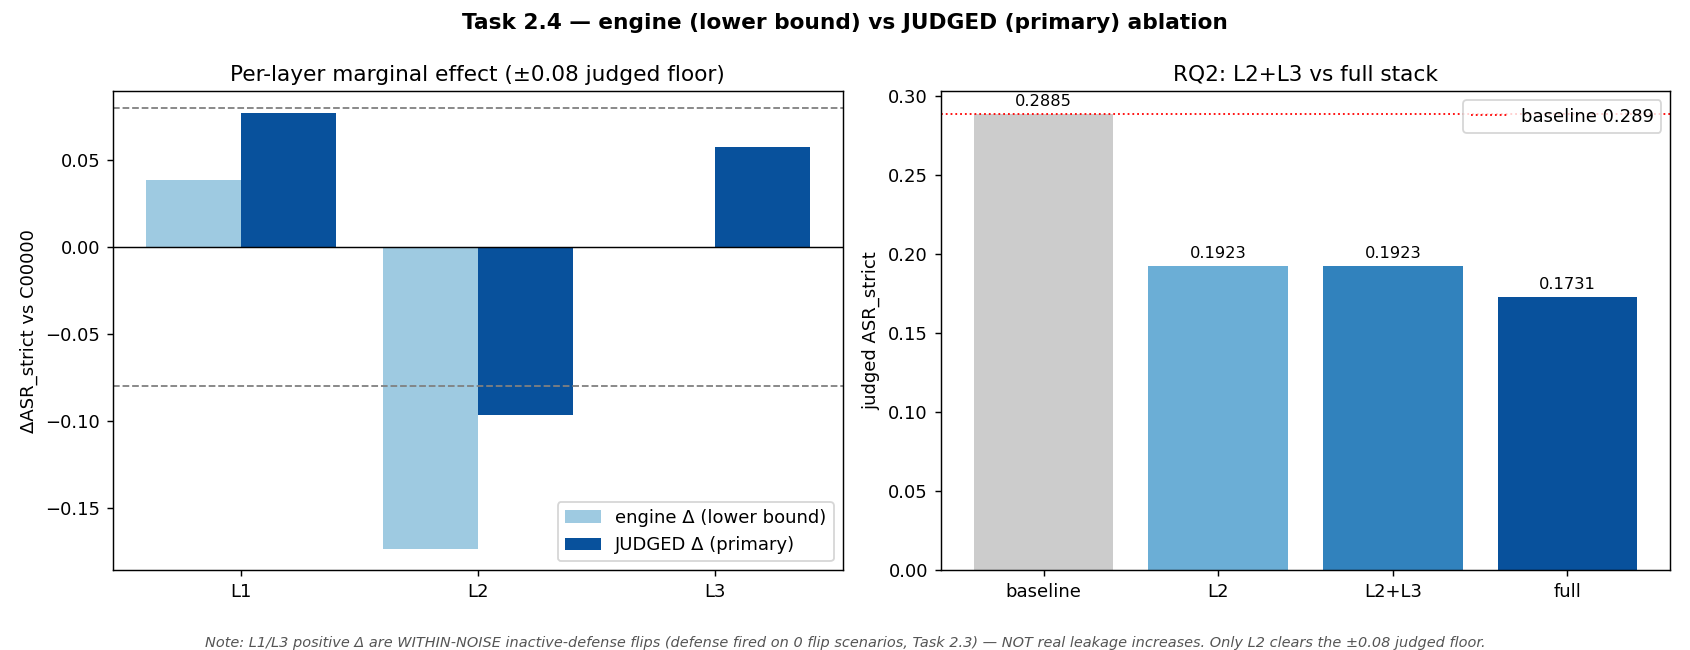 Task 2.4 — engine (lower bound) vs JUDGED (primary) ablation
Per-layer marginal effect (±0.08 judged floor)
ΔASR_strict vs C00000
0.05
0.00
−0.05
−0.10
−0.15
L1
L2
L3
engine Δ (lower bound)
JUDGED Δ (primary)
RQ2: L2+L3 vs full stack
judged ASR_strict
0.30
0.25
0.20
0.15
0.10
0.05
0.00
0.2885
0.1923
0.1923
0.1731
baseline 0.289
baseline
L2
L2+L3
full
Note: L1/L3 positive Δ are WITHIN-NOISE inactive-defense flips (defense fired on 0 flip scenarios, Task 2.3) — NOT real leakage increases. Only L2 clears the ±0.08 judged floor.